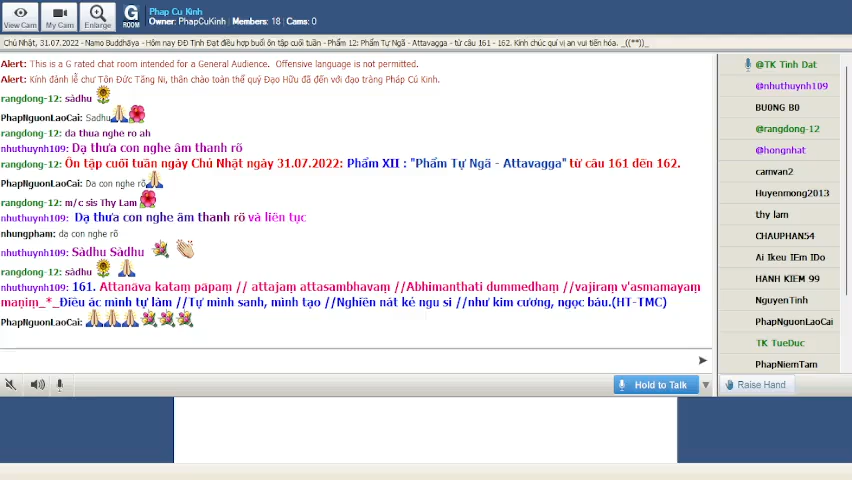 Phap Cu Kinh
Owner: PhapCuKinh | Members: 18 | Cams: 0
View Cam
My Cam
Enlarge
G
ROOM
Chủ Nhật, 31.07.2022 - Namo Buddhāya - Hôm nay ĐĐ Tịnh Đạt điều hợp buổi ôn tập cuối tuần - Phẩm 12: Phẩm Tự Ngã - Attavagga - từ câu 161 - 162. Kính chúc quí vị an vui tiến hóa. _((**))_
Alert: This is a G rated chat room intended for a General Audience. Offensive language is not permitted.
Alert: Kính đảnh lễ chư Tôn Đức Tăng Ni, thân chào toàn thể quý Đạo Hữu đã đến với đạo tràng Pháp Cú Kinh.
rangdong-12: sàdhu
PhapNguonLaoCai: Sadhu
rangdong-12: da thua nghe ro ah
nhuthuynh109: Dạ thưa con nghe âm thanh rõ
rangdong-12: Ôn tập cuối tuần ngày Chủ Nhật ngày 31.07.2022: Phẩm XII : "Phẩm Tự Ngã - Attavagga" từ câu 161 đến 162.
PhapNguonLaoCai: Dạ con nghe rõ
rangdong-12: m/c sis Thy Lam
nhuthuynh109: Dạ thưa con nghe âm thanh rõ và liên tục
nhungpham: dạ con nghe rõ
nhuthuynh109: Sàdhu Sàdhu
rangdong-12: sàdhu
nhuthuynh109: 161. Attanāva kataṃ pāpaṃ // attajaṃ attasambhavaṃ //Abhimanthati dummedhaṃ //vajiraṃ v'asmamayaṃ
maṇiṃ_*_Điều ác mình tự làm //Tự mình sanh, mình tạo //Nghiền nát kẻ ngu si //như kim cương, ngọc báu.(HT-TMC)
PhapNguonLaoCai:
Hold to Talk
@TK Tinh Dat
@nhuthuynh109
BU0NG B0
@rangdong-12
@hongnhat
camvan2
Huyenmong2013
thy lam
CHAUPHAN54
Ai Ikeu IEm IDo
HANH KIEM 99
NguyenTinh
PhapNguonLaoCai
TK TueDuc
PhapNiemTam
Raise Hand